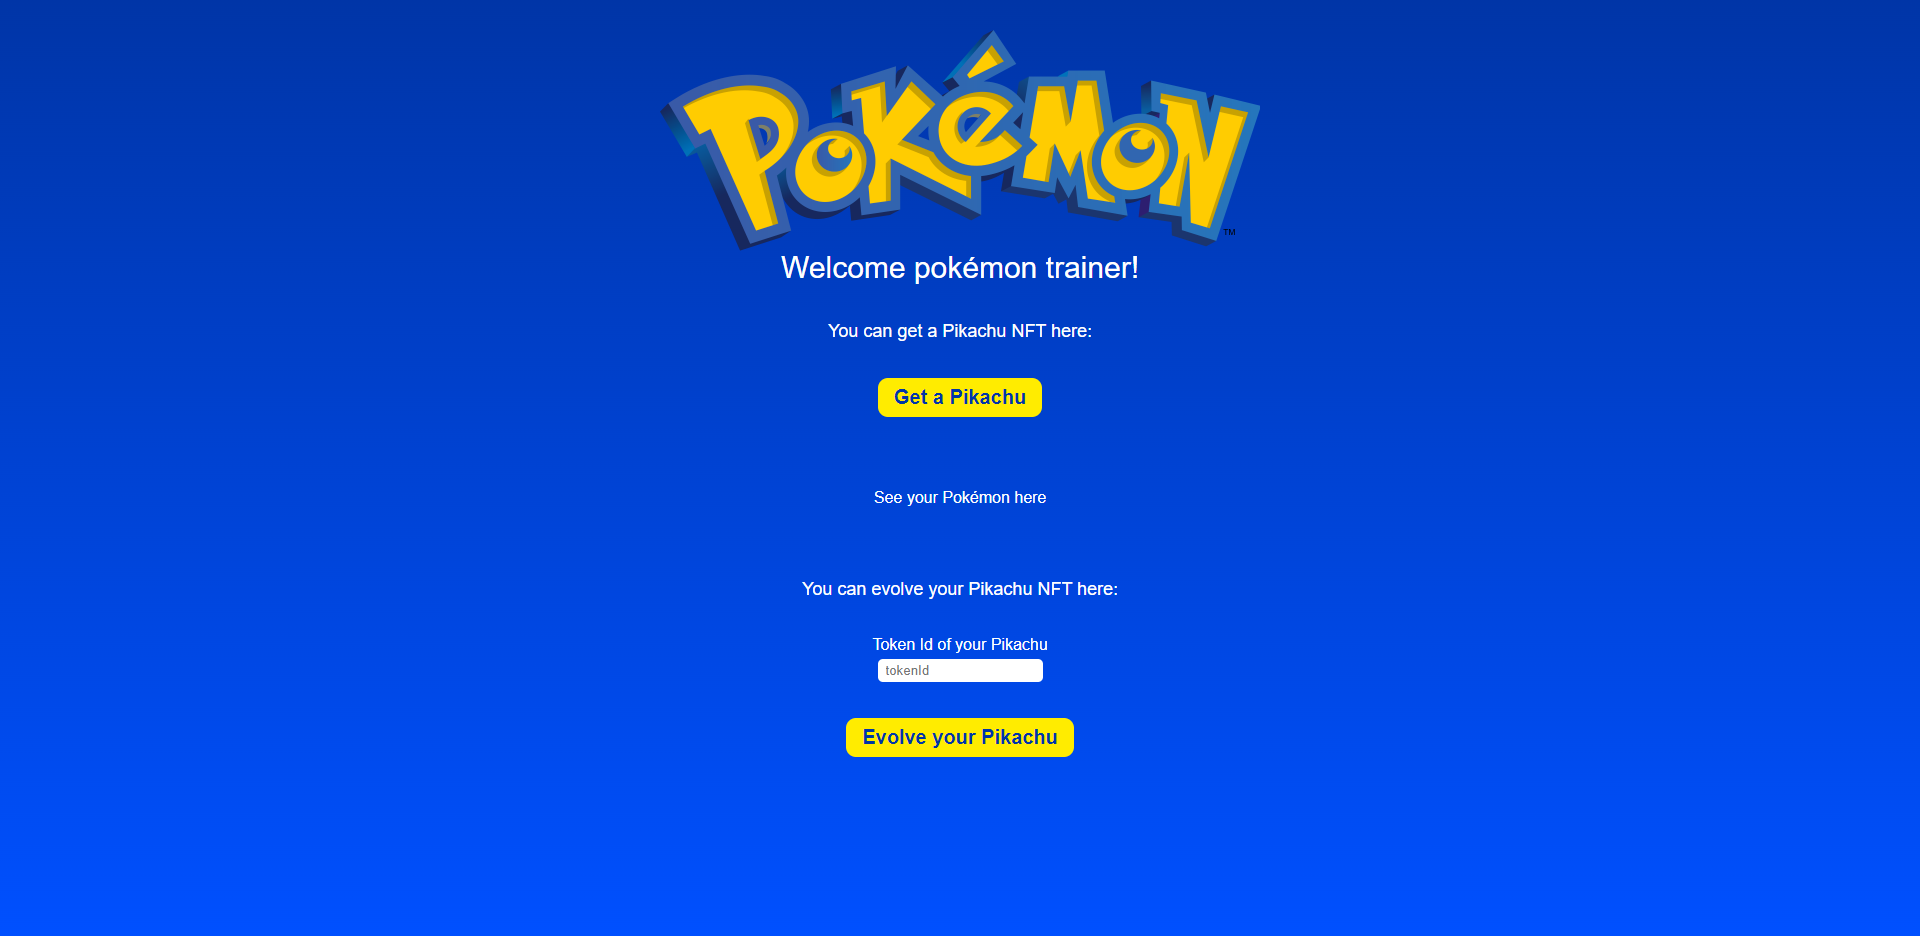 POKéMON
TM
Welcome pokémon trainer!
You can get a Pikachu NFT here:
Get a Pikachu
See your Pokémon here
You can evolve your Pikachu NFT here:
Token Id of your Pikachu
tokenId
Evolve your Pikachu